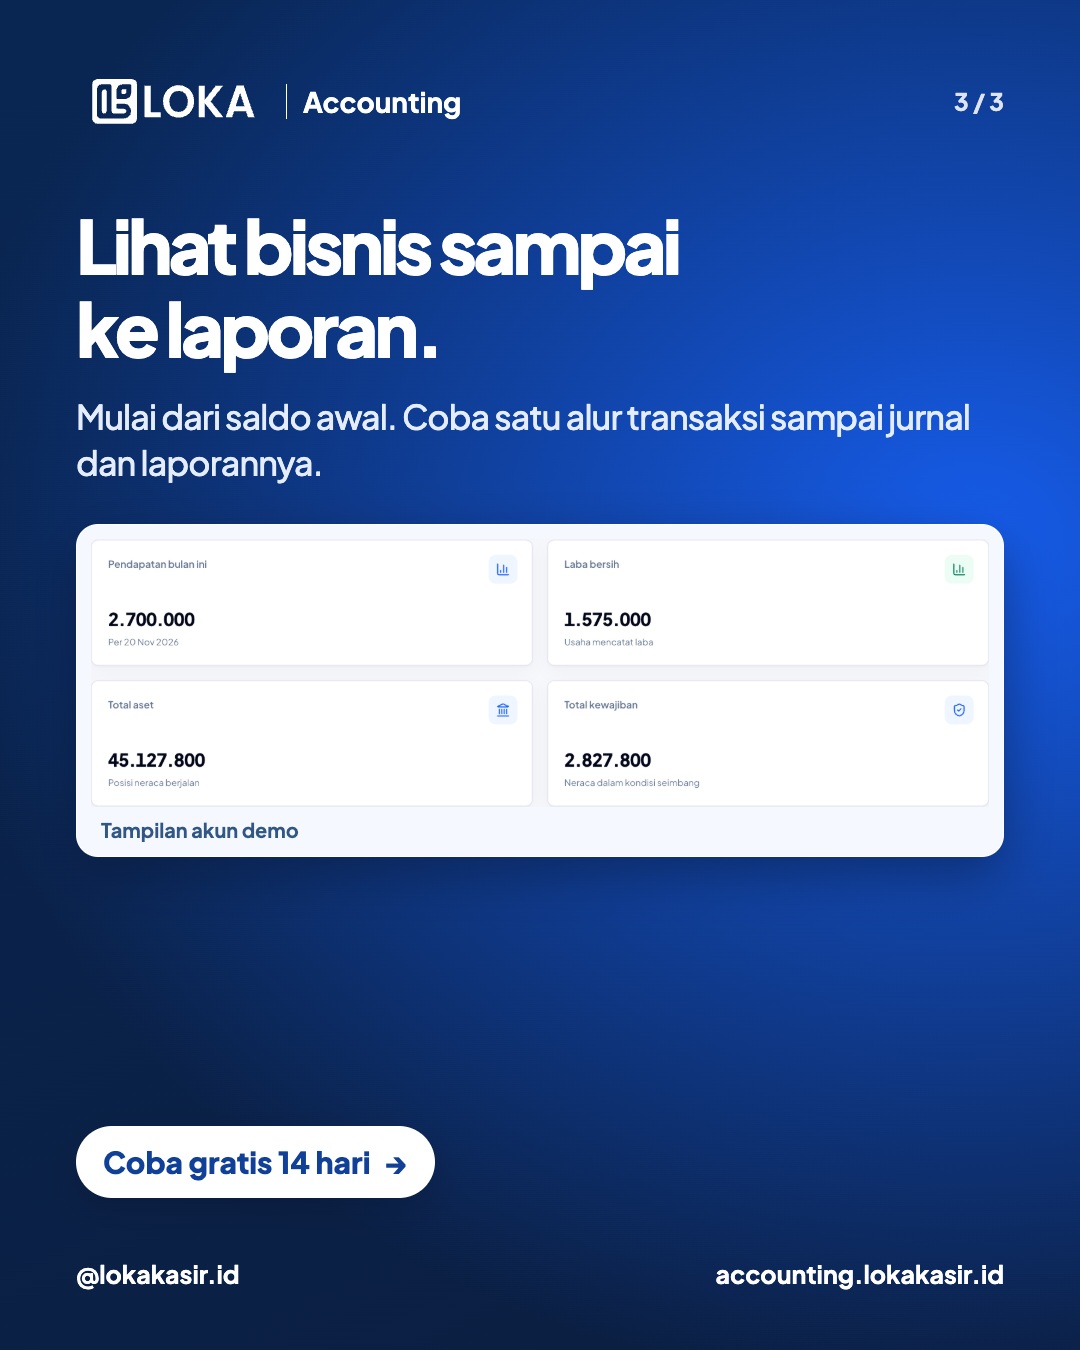 LOKA | Accounting
3 / 3
Lihat bisnis sampai
ke laporan.
Mulai dari saldo awal. Coba satu alur transaksi sampai jurnal
dan laporannya.
Pendapatan bulan ini
2.700.000
Per 20 Nov 2026
Laba bersih
1.575.000
Usaha mencatat laba
Total aset
45.127.800
Posisi neraca berjalan
Total kewajiban
2.827.800
Neraca dalam kondisi seimbang
Tampilan akun demo
Coba gratis 14 hari →
@lokakasir.id
accounting.lokakasir.id